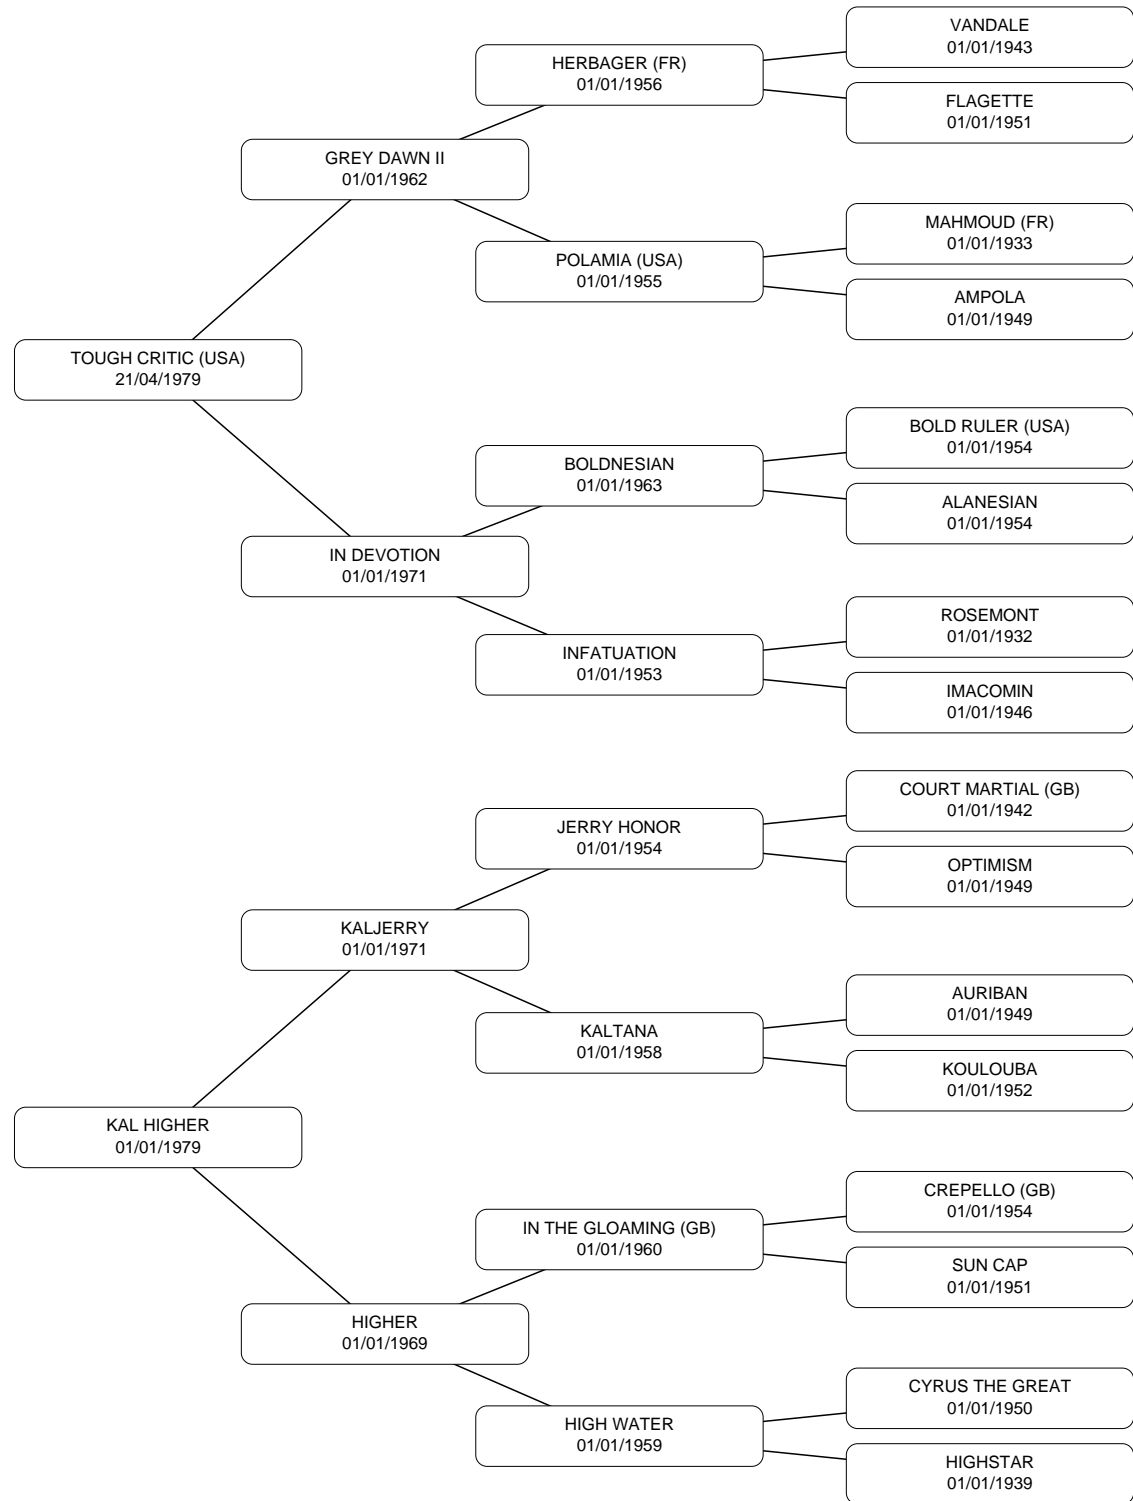 VANDALE
01/01/1943
HERBAGER (FR)
01/01/1956
FLAGETTE
01/01/1951
GREY DAWN II
01/01/1962
MAHMOUD (FR)
01/01/1933
POLAMIA (USA)
01/01/1955
AMPOLA
01/01/1949
TOUGH CRITIC (USA)
21/04/1979
BOLD RULER (USA)
01/01/1954
BOLDNESIAN
01/01/1963
ALANESIAN
01/01/1954
IN DEVOTION
01/01/1971
ROSEMONT
01/01/1932
INFATUATION
01/01/1953
IMACOMIN
01/01/1946
COURT MARTIAL (GB)
01/01/1942
JERRY HONOR
01/01/1954
OPTIMISM
01/01/1949
KALJERRY
01/01/1971
AURIBAN
01/01/1949
KALTANA
01/01/1958
KOULOUBA
01/01/1952
KAL HIGHER
01/01/1979
CREPELLO (GB)
01/01/1954
IN THE GLOAMING (GB)
01/01/1960
SUN CAP
01/01/1951
HIGHER
01/01/1969
CYRUS THE GREAT
01/01/1950
HIGH WATER
01/01/1959
HIGHSTAR
01/01/1939